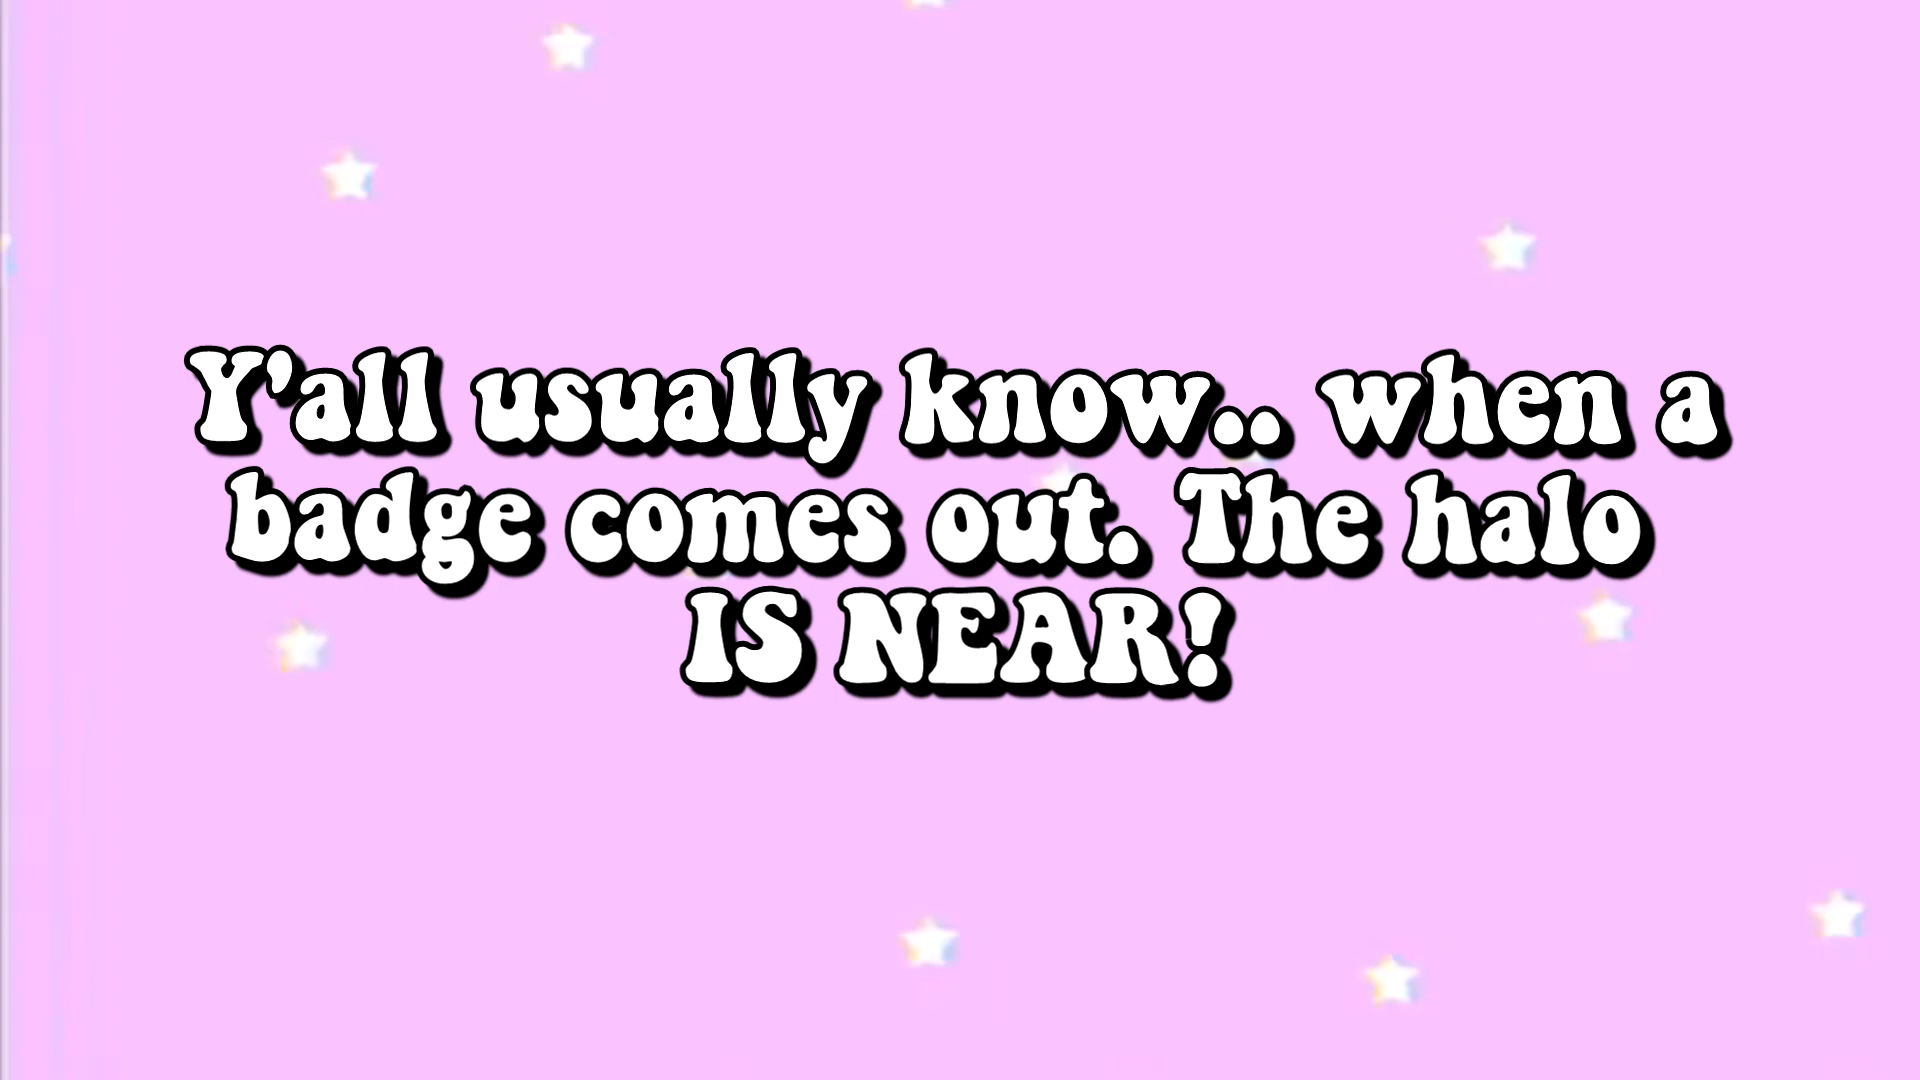 Y'all usually know.. when a
badge comes out. The halo
IS NEAR!